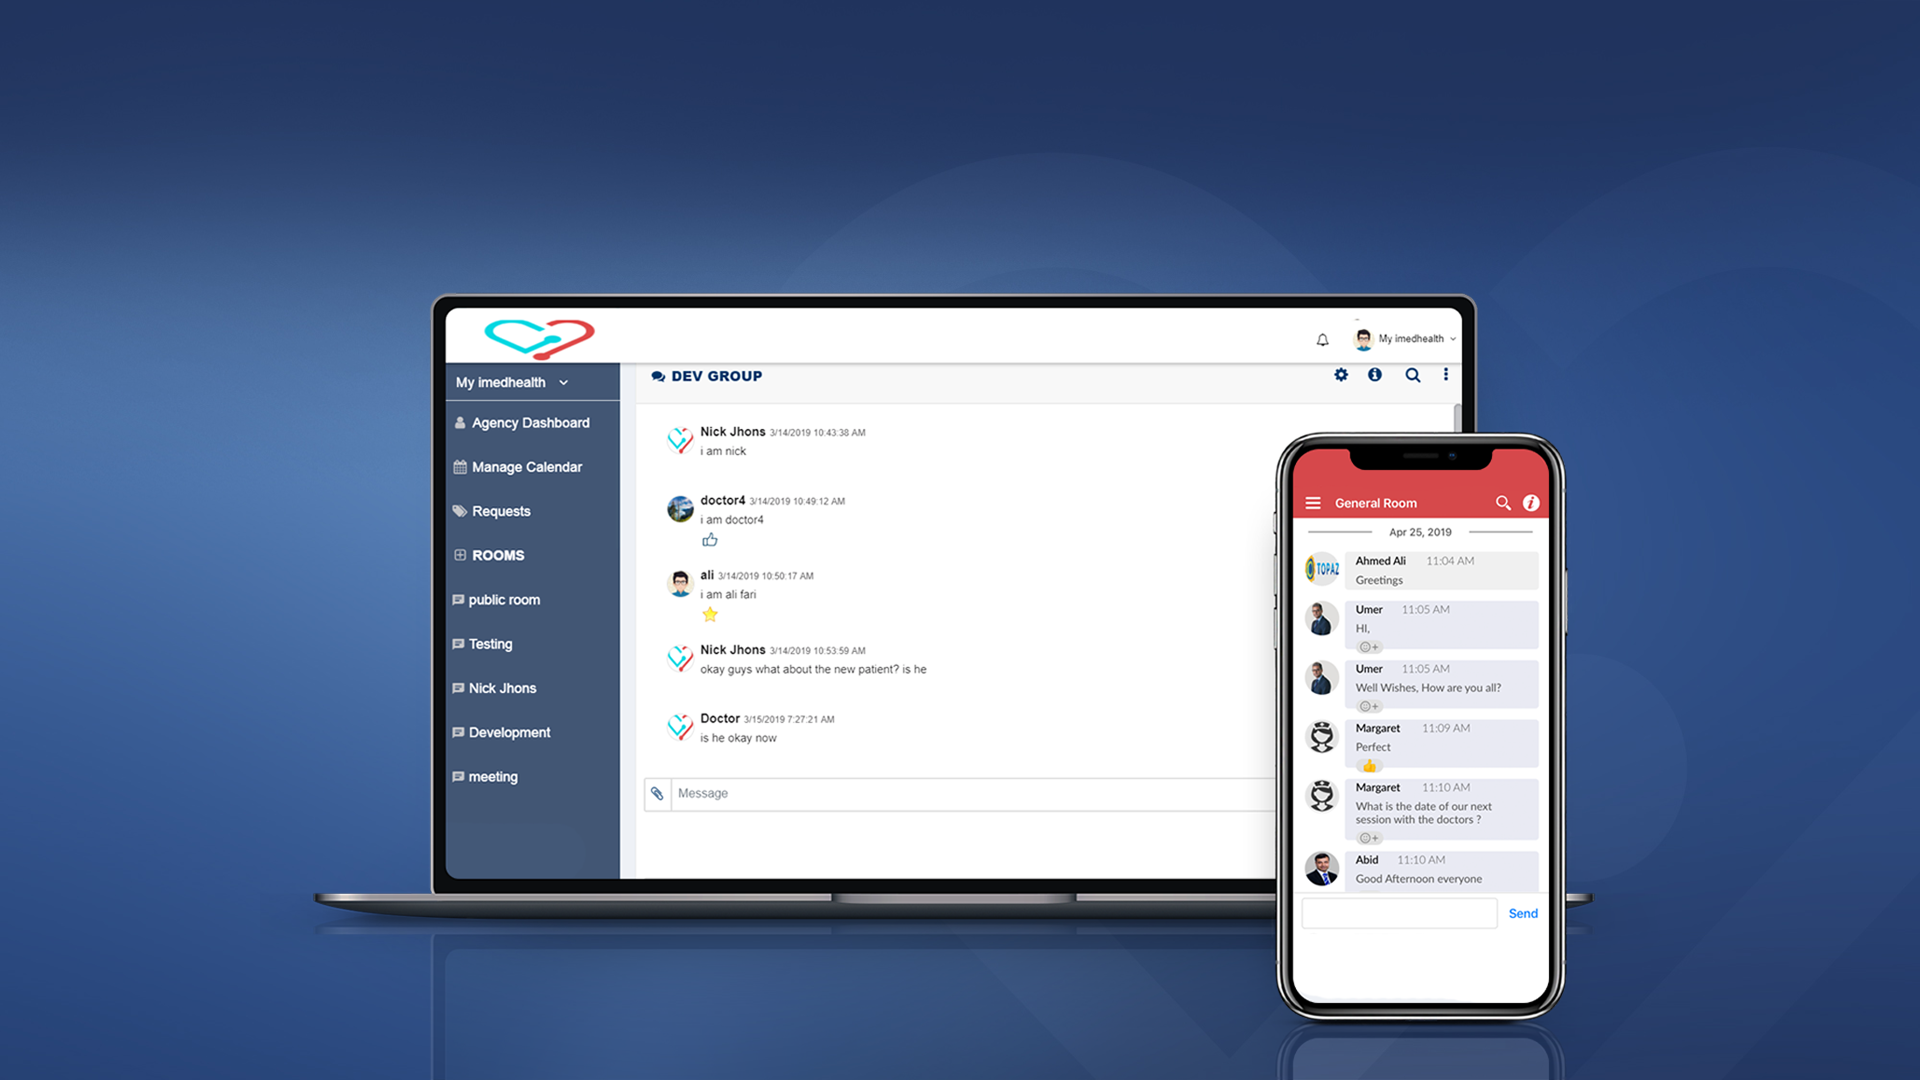 My imedhealth
My imedhealth
Agency Dashboard
Manage Calendar
Requests
ROOMS
public room
Testing
Nick Jhons
Development
meeting
DEV GROUP
Nick Jhons 3/14/2019 10:43:38 AM
i am nick
doctor4 3/14/2019 10:49:12 AM
i am doctor4
ali 3/14/2019 10:50:17 AM
i am ali fari
Nick Jhons 3/14/2019 10:53:59 AM
okay guys what about the new patient? is he
Doctor 3/15/2019 7:27:21 AM
is he okay now
Message
General Room
Apr 25, 2019
TOPAZ
Ahmed Ali 11:04 AM
Greetings
Umer 11:05 AM
HI,
Umer 11:05 AM
Well Wishes, How are you all?
Margaret 11:09 AM
Perfect
Margaret 11:10 AM
What is the date of our next
session with the doctors ?
Abid 11:10 AM
Good Afternoon everyone
Send